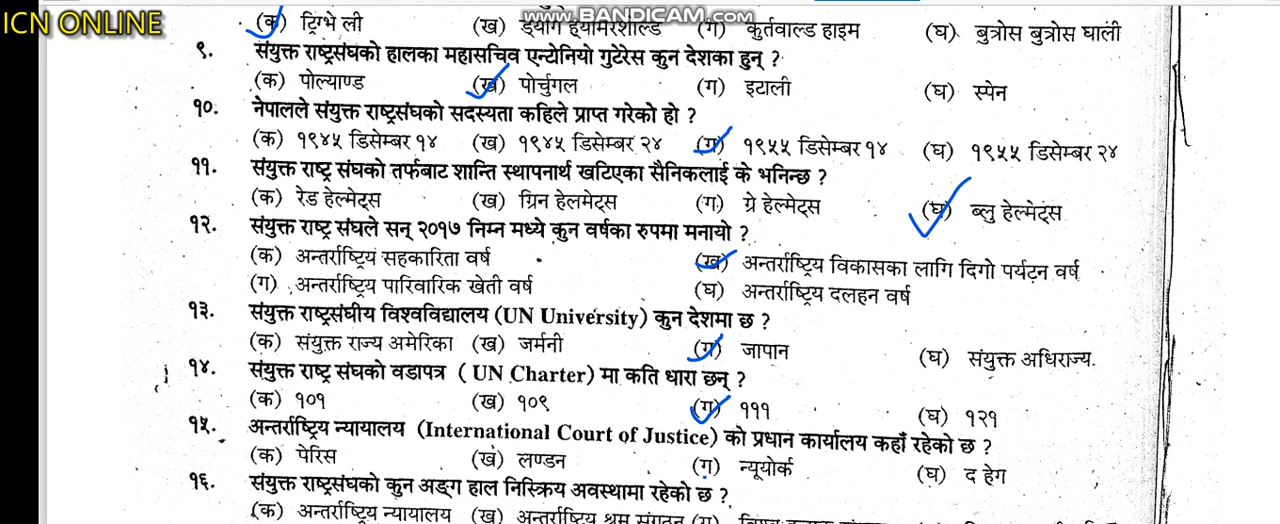 ICN ONLINE
www.BANDICAM.com
(क) ट्रिग्भे ली (ख) ड्योग ह्यामरशोल्ड (ग) कुर्तवाल्ड हाइम (घ) बुत्रोस बुत्रोस घाली
९. संयुक्त राष्ट्रसंघको हालका महासचिव एन्टोनियो गुटेरेस कुन देशका हुन् ?
(क) पोल्याण्ड (ख) पोर्चुगल (ग) इटाली (घ) स्पेन
१०. नेपालले संयुक्त राष्ट्रसंघको सदस्यता कहिले प्राप्त गरेको हो ?
(क) १९४५ डिसेम्बर १४ (ख) १९४५ डिसेम्बर २४ (ग) १९५५ डिसेम्बर १४ (घ) १९५५ डिसेम्बर २४
११. संयुक्त राष्ट्र संघको तर्फबाट शान्ति स्थापनार्थ खटिएका सैनिकलाई के भनिन्छ ?
(क) रेड हेल्मेट्स (ख) ग्रिन हेलमेट्स (ग) ग्रे हेल्मेट्स (घ) ब्लु हेल्मेट्स
१२. संयुक्त राष्ट्र संघले सन् २०१७ निम्न मध्ये कुन वर्षका रुपमा मनायो ?
(क) अन्तर्राष्ट्रिय सहकारिता वर्ष (ख) अन्तर्राष्ट्रिय विकासका लागि दिगो पर्यटन वर्ष
(ग) अन्तर्राष्ट्रिय पारिवारिक खेती वर्ष (घ) अन्तर्राष्ट्रिय दलहन वर्ष
१३. संयुक्त राष्ट्रसंघीय विश्वविद्यालय (UN University) कुन देशमा छ ?
(क) संयुक्त राज्य अमेरिका (ख) जर्मनी (ग) जापान (घ) संयुक्त अधिराज्य
१४. संयुक्त राष्ट्र संघको वडापत्र ( UN Charter) मा कति धारा छन् ?
(क) १०१ (ख) १०९ (ग) १११ (घ) १२१
१५. अन्तर्राष्ट्रिय न्यायालय (International Court of Justice) को प्रधान कार्यालय कहाँ रहेको छ ?
(क) पेरिस (ख) लण्डन (ग) न्यूयोर्क (घ) द हेग
१६. संयुक्त राष्ट्रसंघको कुन अङ्ग हाल निस्क्रिय अवस्थामा रहेको छ ?
(क) अन्तर्राष्ट्रिय न्यायालय (ख) अन्तर्राष्ट्रिय श्रम संगठन (ग)